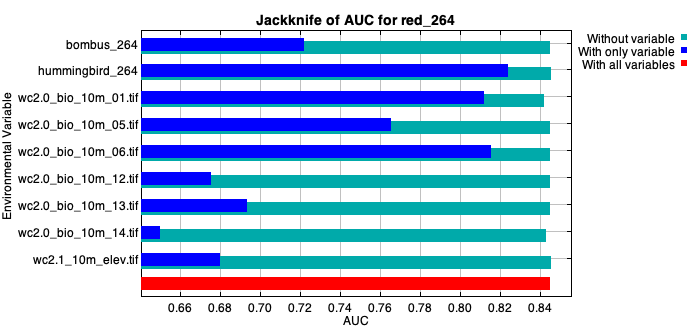 Jackknife of AUC for red_264
Without variable
With only variable
With all variables
Environmental Variable
bombus_264
hummingbird_264
wc2.0_bio_10m_01.tif
wc2.0_bio_10m_05.tif
wc2.0_bio_10m_06.tif
wc2.0_bio_10m_12.tif
wc2.0_bio_10m_13.tif
wc2.0_bio_10m_14.tif
wc2.1_10m_elev.tif
0.66 0.68 0.70 0.72 0.74 0.76 0.78 0.80 0.82 0.84
AUC